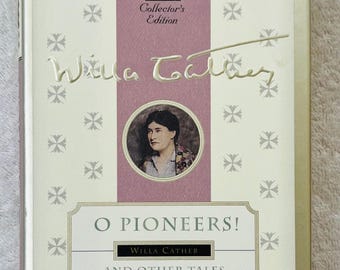 Collector's
Edition
Willa Cather
O PIONEERS!
WILLA CATHER
AND OTHER TALES